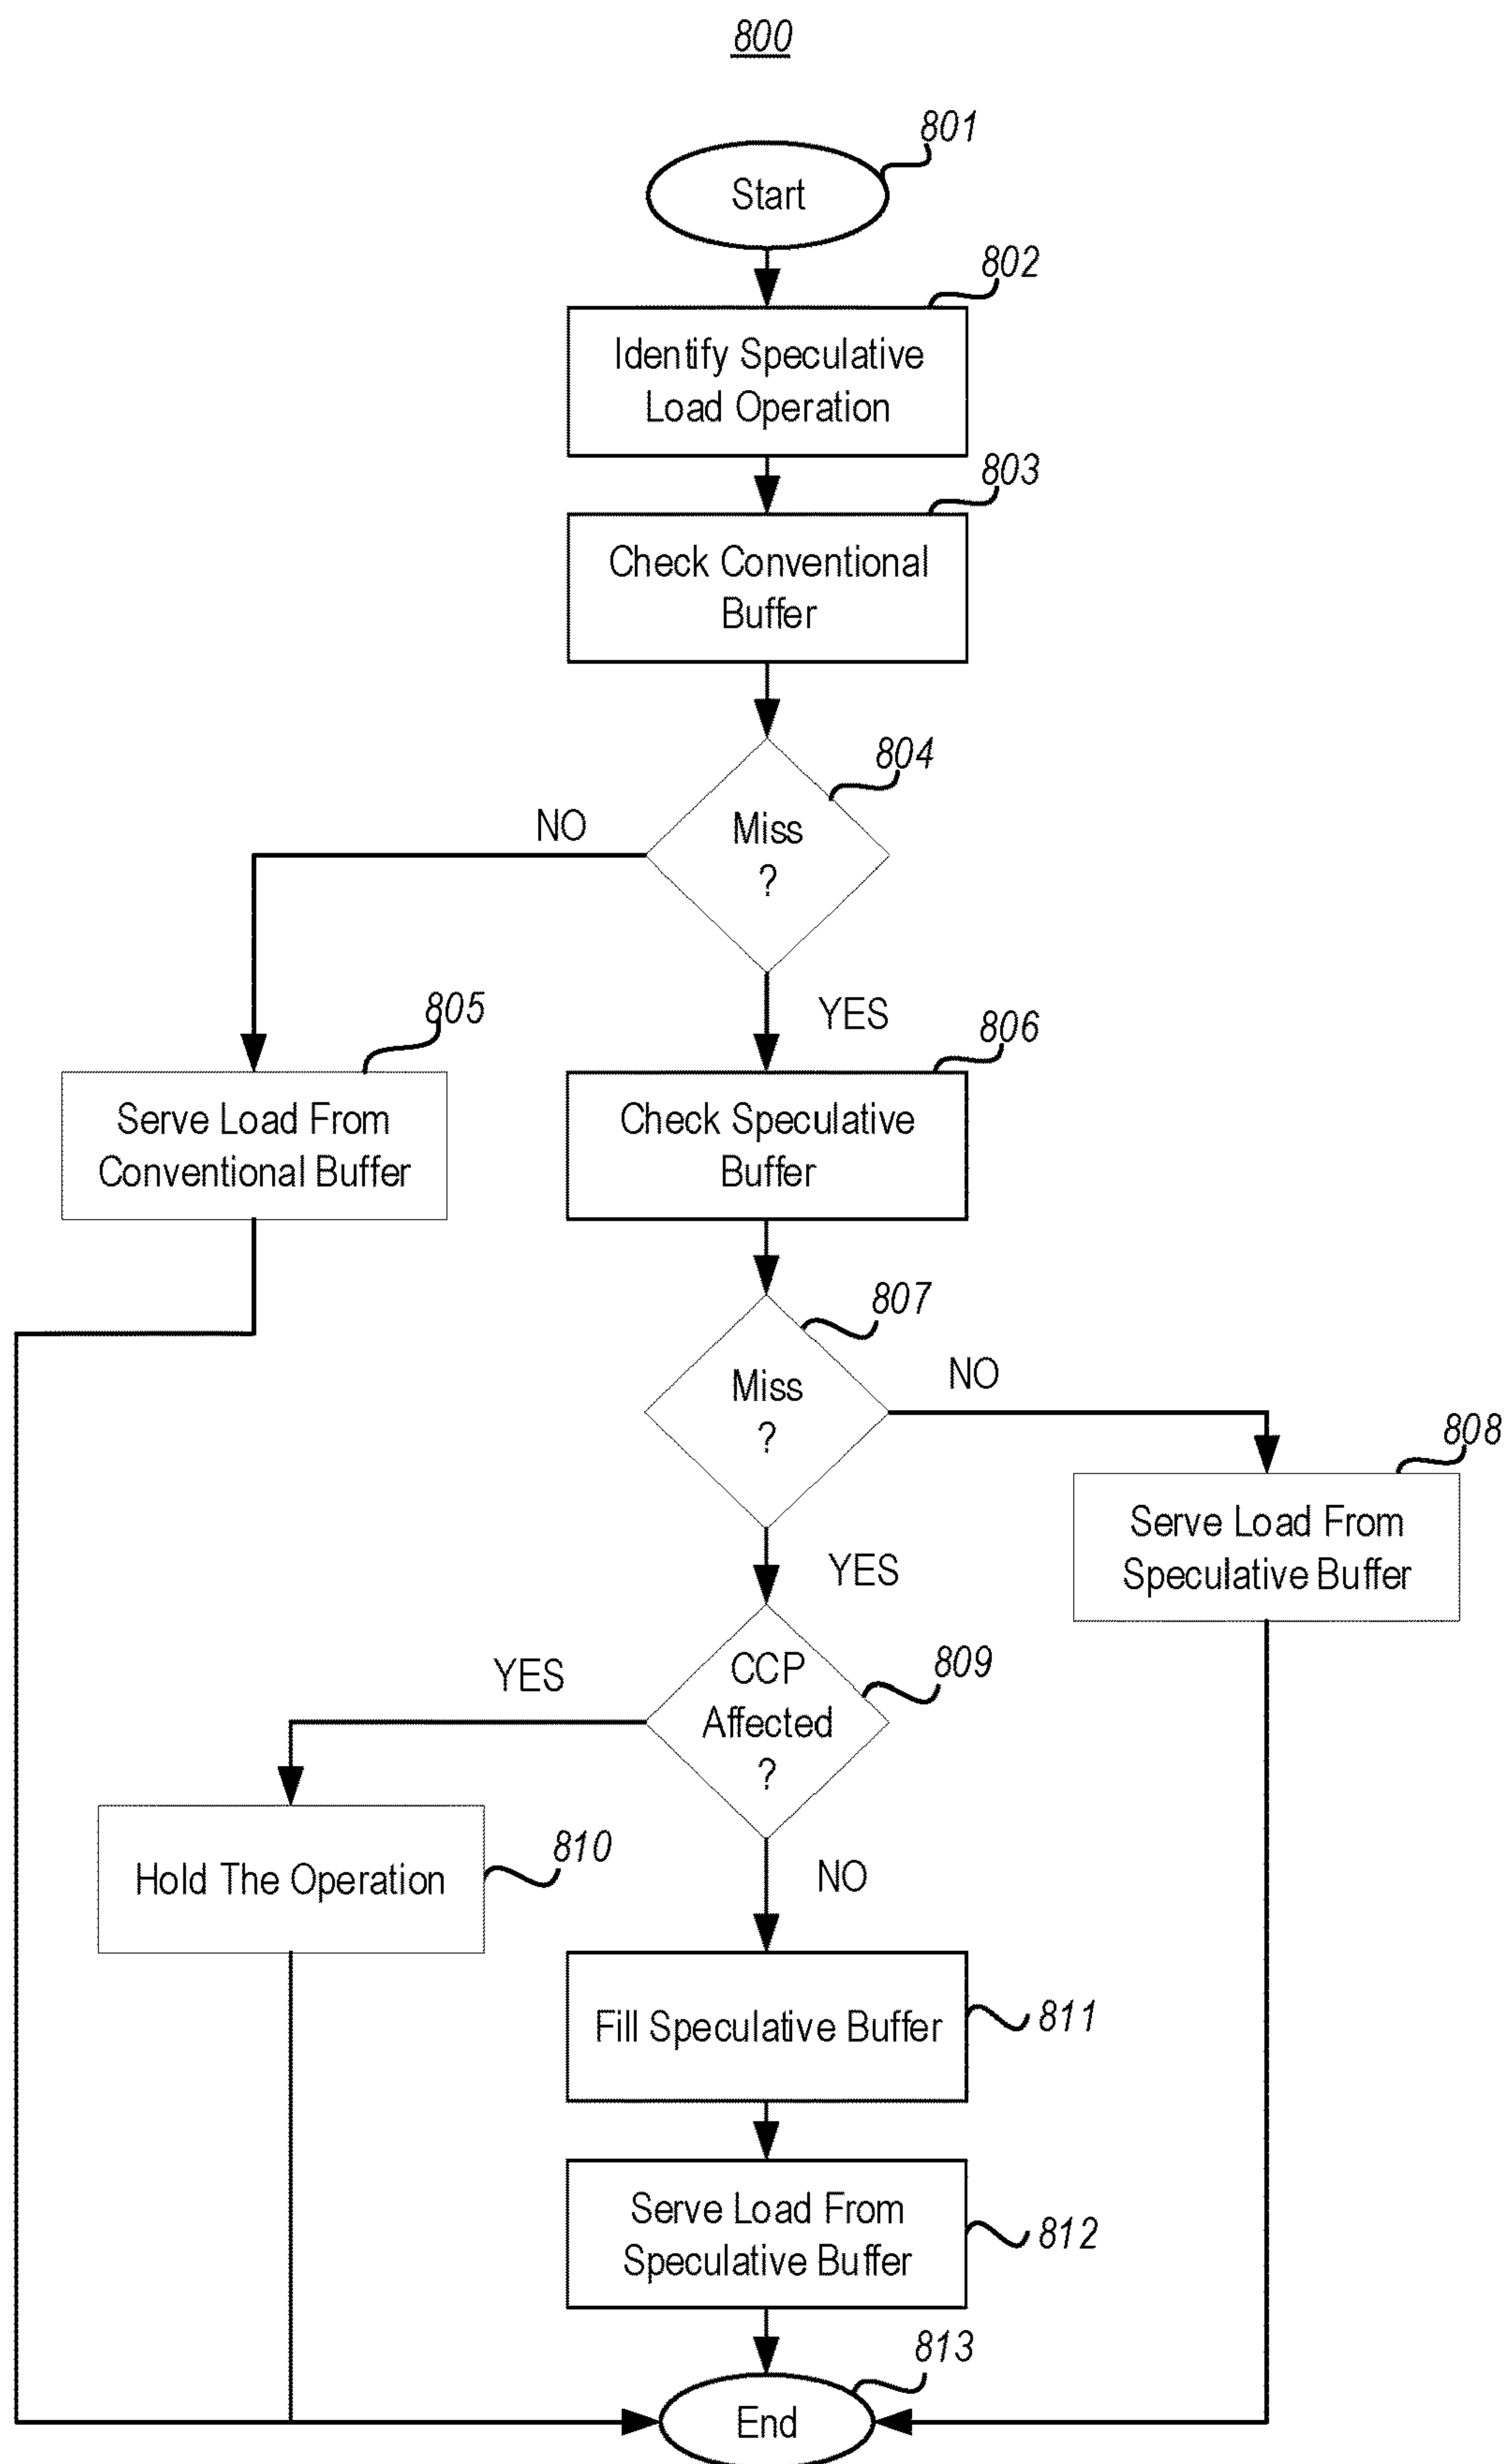 800
801
Start
802
Identify Speculative
Load Operation
803
Check Conventional
Buffer
804
Miss
?
NO
YES
805
Serve Load From
Conventional Buffer
806
Check Speculative
Buffer
807
Miss
?
NO
YES
808
Serve Load From
Speculative Buffer
809
CCP
Affected
?
YES
NO
810
Hold The Operation
811
Fill Speculative Buffer
812
Serve Load From
Speculative Buffer
813
End